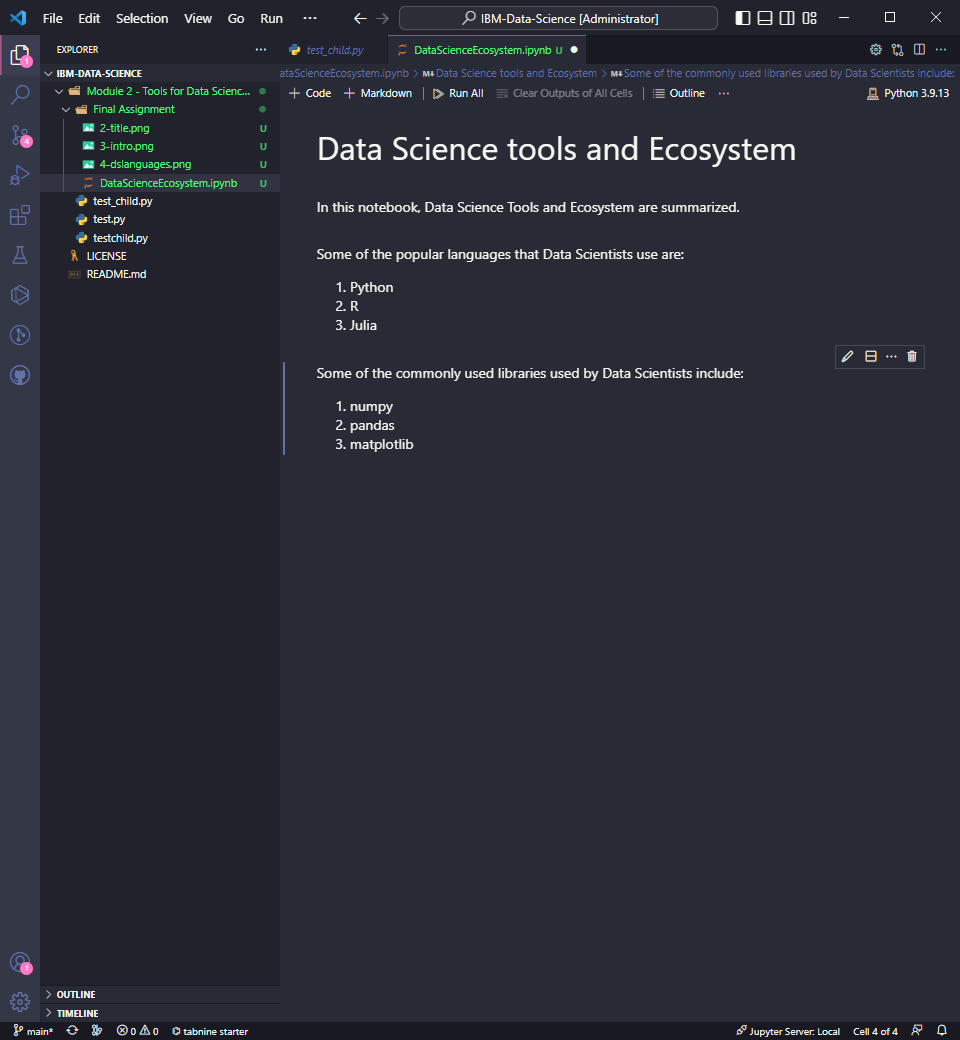 File Edit Selection View Go Run ··· IBM-Data-Science [Administrator]
EXPLORER ···
IBM-DATA-SCIENCE
Module 2 - Tools for Data Scienc...
Final Assignment
2-title.png U
3-intro.png U
4-dslanguages.png U
DataScienceEcosystem.ipynb U
test_child.py
test.py
testchild.py
LICENSE
README.md
OUTLINE
TIMELINE
1
4
1
test_child.py DataScienceEcosystem.ipynb U
ataScienceEcosystem.ipynb > M↓Data Science tools and Ecosystem > M↓Some of the commonly used libraries used by Data Scientists include:
+ Code + Markdown | Run All Clear Outputs of All Cells | Outline ··· Python 3.9.13
Data Science tools and Ecosystem
In this notebook, Data Science Tools and Ecosystem are summarized.
Some of the popular languages that Data Scientists use are:
1. Python
2. R
3. Julia
Some of the commonly used libraries used by Data Scientists include:
1. numpy
2. pandas
3. matplotlib
main* 0 0 tabnine starter Jupyter Server: Local Cell 4 of 4